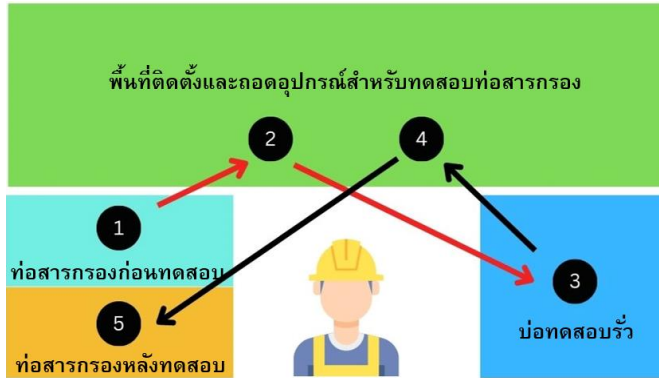 พื้นที่ติดตั้งและถอดอุปกรณ์สำหรับทดสอบท่อสารกรอง
2
4
1
ท่อสารกรองก่อนทดสอบ
5
ท่อสารกรองหลังทดสอบ
3
บ่อทดสอบรั่ว